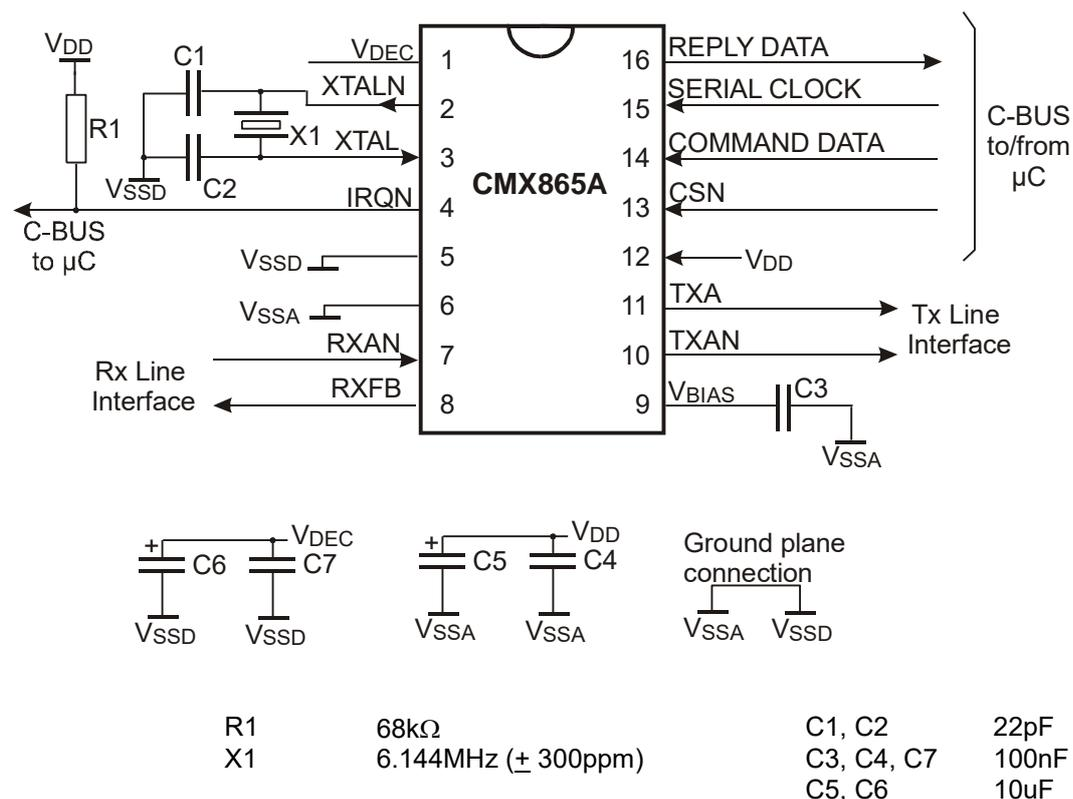 VDD
C1
R1
X1
VSSD
C2
C-BUS
to µC
VDEC
XTALN
XTAL
IRQN
VSSD
VSSA
RXAN
RXFB
Rx Line
Interface
1
2
3
4
5
6
7
8
CMX865A
16
15
14
13
12
11
10
9
REPLY DATA
SERIAL CLOCK
COMMAND DATA
CSN
VDD
TXA
TXAN
VBIAS
C3
VSSA
C-BUS
to/from
µC
Tx Line
Interface
+
VDEC
C6
C7
VSSD
VSSD
+
VDD
C5
C4
VSSA
VSSA
Ground plane
connection
VSSA
VSSD
R1 68kΩ
X1 6.144MHz (± 300ppm)
C1, C2 22pF
C3, C4, C7 100nF
C5, C6 10uF